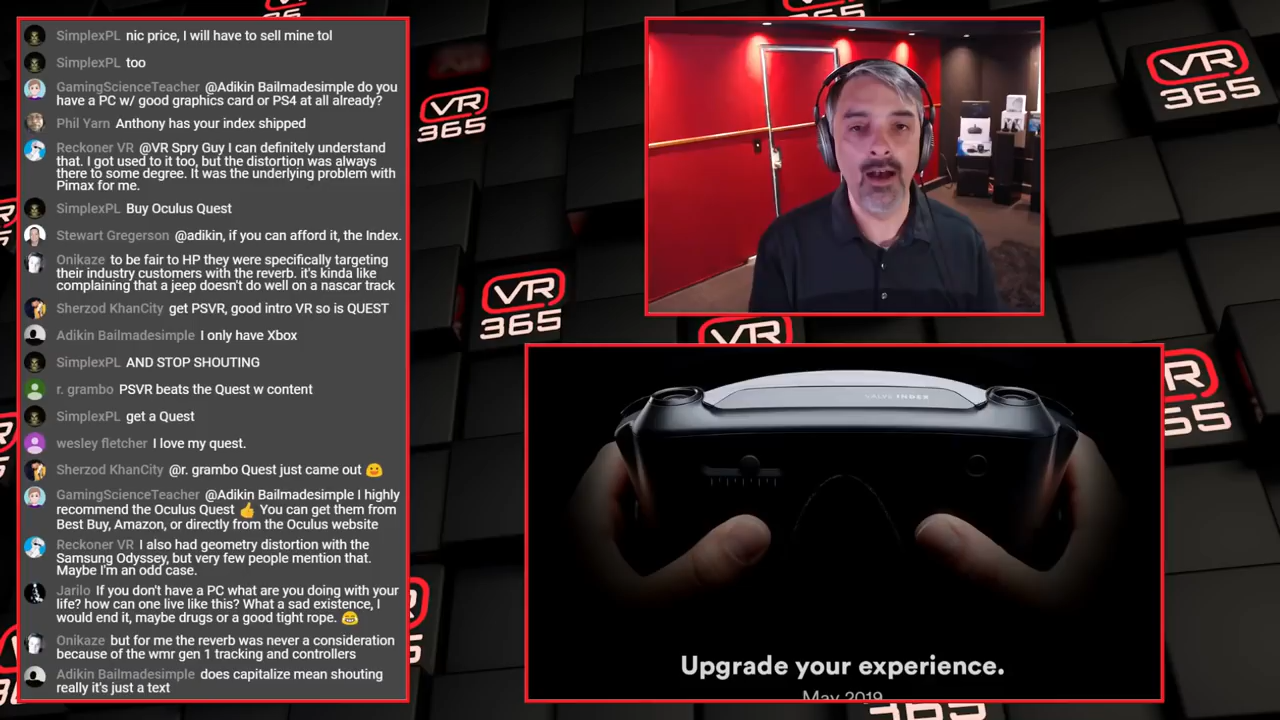 SimplexPL nic price, I will have to sell mine tol
SimplexPL too
GamingScienceTeacher @Adikin Bailmadesimple do you
have a PC w/ good graphics card or PS4 at all already?
Phil Yarn Anthony has your index shipped
Reckoner VR @VR Spry Guy I can definitely understand
that. I got used to it too, but the distortion was always
there to some degree. It was the underlying problem with
Pimax for me.
SimplexPL Buy Oculus Quest
Stewart Gregerson @adikin, if you can afford it, the Index.
Onikaze to be fair to HP they were specifically targeting
their industry customers with the reverb. it's kinda like
complaining that a jeep doesn't do well on a nascar track
Sherzod KhanCity get PSVR, good intro VR so is QUEST
Adikin Bailmadesimple I only have Xbox
SimplexPL AND STOP SHOUTING
r. grambo PSVR beats the Quest w content
SimplexPL get a Quest
wesley fletcher I love my quest.
Sherzod KhanCity @r. grambo Quest just came out
GamingScienceTeacher @Adikin Bailmadesimple I highly
recommend the Oculus Quest 👍 You can get them from
Best Buy, Amazon, or directly from the Oculus website
Reckoner VR I also had geometry distortion with the
Samsung Odyssey, but very few people mention that.
Maybe I'm an odd case.
Jarilo If you don't have a PC what are you doing with your
life? how can one live like this? What a sad existence, I
would end it, maybe drugs or a good tight rope. 😂
Onikaze but for me the reverb was never a consideration
because of the wmr gen 1 tracking and controllers
Adikin Bailmadesimple does capitalize mean shouting
really it's just a text
VR
365
VR
365
VR
365
VR
365
VALVE INDEX
Upgrade your experience.
May 2019